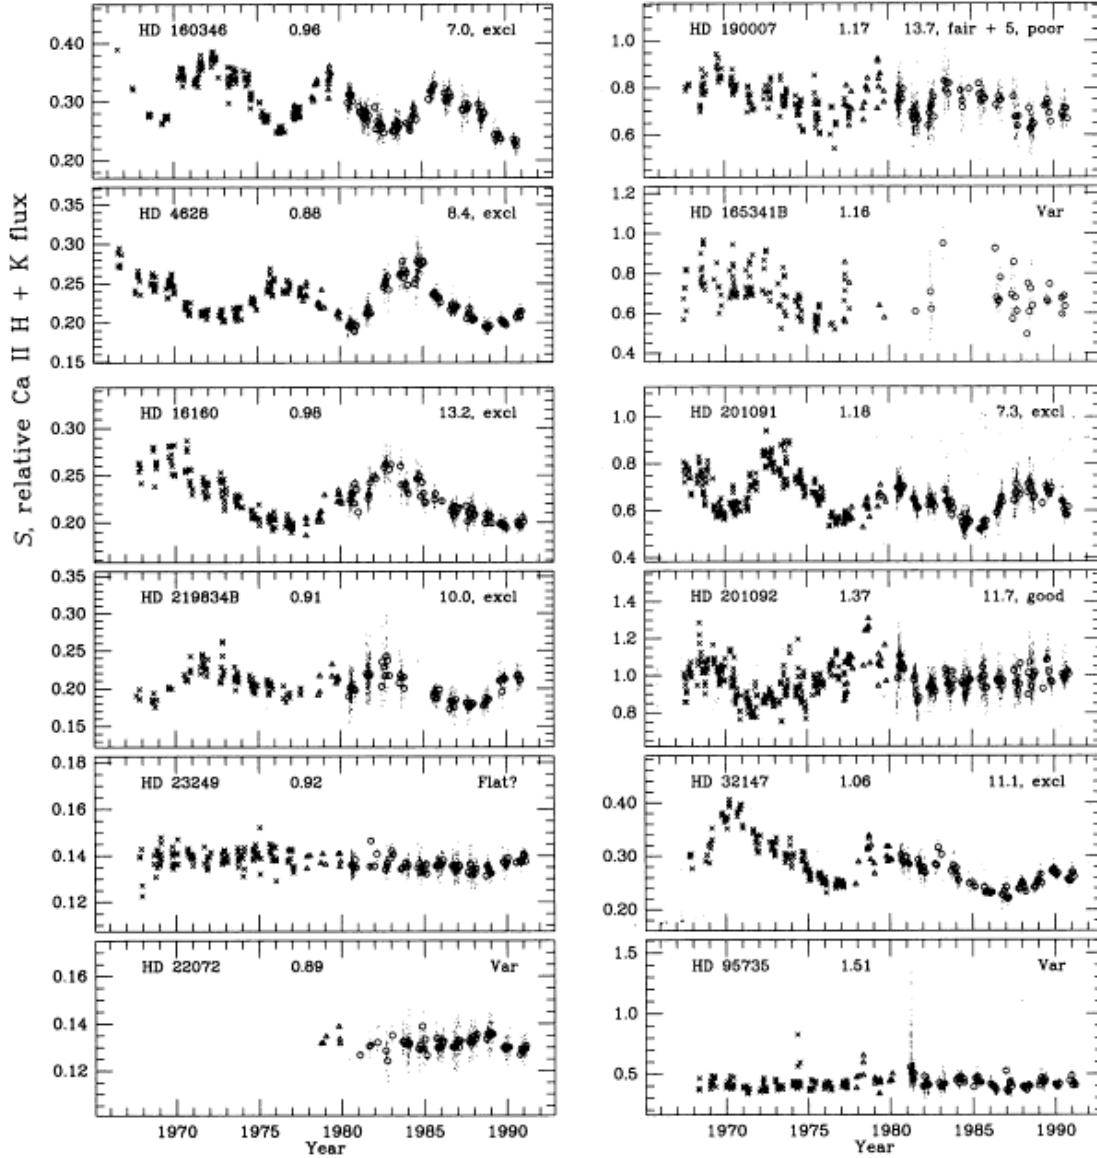 S, relative Ca II H + K flux
HD 160346 0.96 7.0, excl
0.40
0.30
0.20
HD 4628 0.88 8.4, excl
0.35
0.30
0.25
0.20
0.15
HD 16160 0.98 13.2, excl
0.30
0.25
0.20
HD 219834B 0.91 10.0, excl
0.35
0.30
0.25
0.20
0.15
HD 23249 0.92 Flat?
0.18
0.16
0.14
0.12
HD 22072 0.89 Var
0.16
0.14
0.12
1970 1975 1980 1985 1990
Year
HD 190007 1.17 13.7, fair + 5, poor
1.0
0.8
0.6
HD 165341B 1.16 Var
1.2
1.0
0.8
0.6
0.4
HD 201091 1.18 7.3, excl
1.0
0.8
0.6
0.4
HD 201092 1.37 11.7, good
1.4
1.2
1.0
0.8
HD 32147 1.06 11.1, excl
0.40
0.30
0.20
HD 95735 1.51 Var
1.5
1.0
0.5
1970 1975 1980 1985 1990
Year